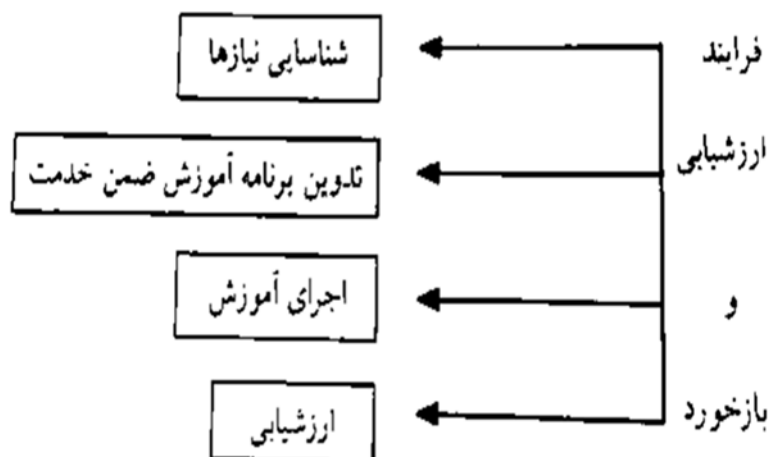 فرایند
شناسایی نیازها
ارزشیابی
تدوین برنامه آموزش ضمن خدمت
و
اجرای آموزش
بازخورد
ارزشیابی